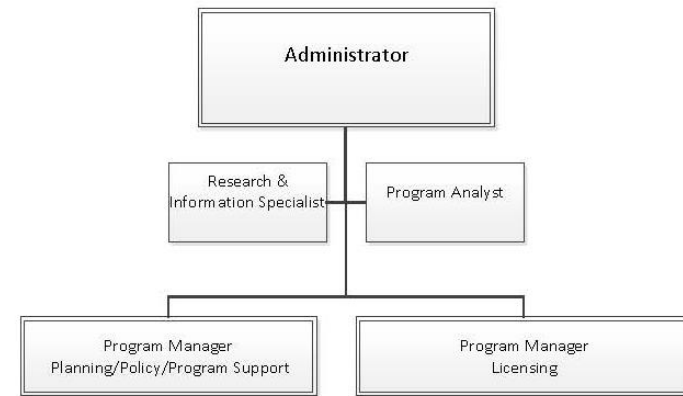 Administrator
Research &
Information Specialist
Program Analyst
Program Manager
Planning/Policy/Program Support
Program Manager
Licensing